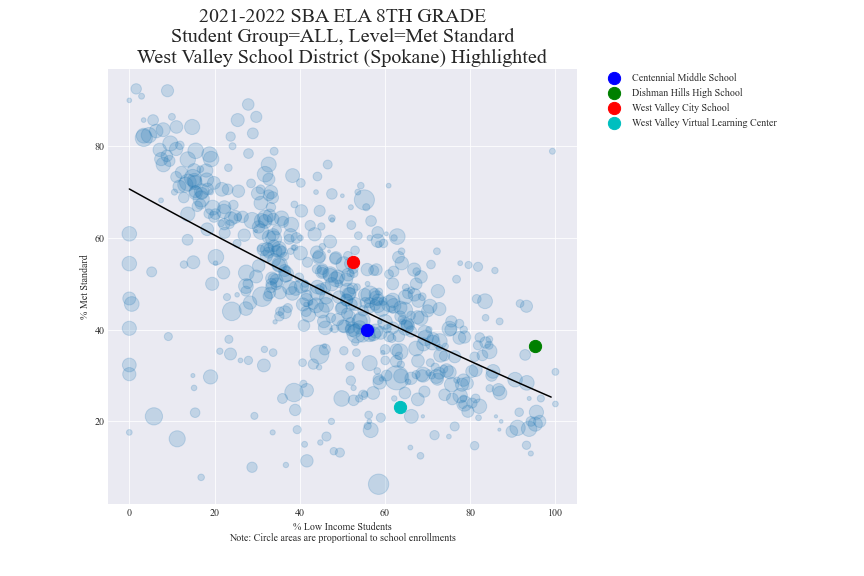 2021-2022 SBA ELA 8TH GRADE
Student Group=ALL, Level=Met Standard
West Valley School District (Spokane) Highlighted
Centennial Middle School
Dishman Hills High School
West Valley City School
West Valley Virtual Learning Center
% Met Standard
80
60
40
20
0 20 40 60 80 100
% Low Income Students
Note: Circle areas are proportional to school enrollments